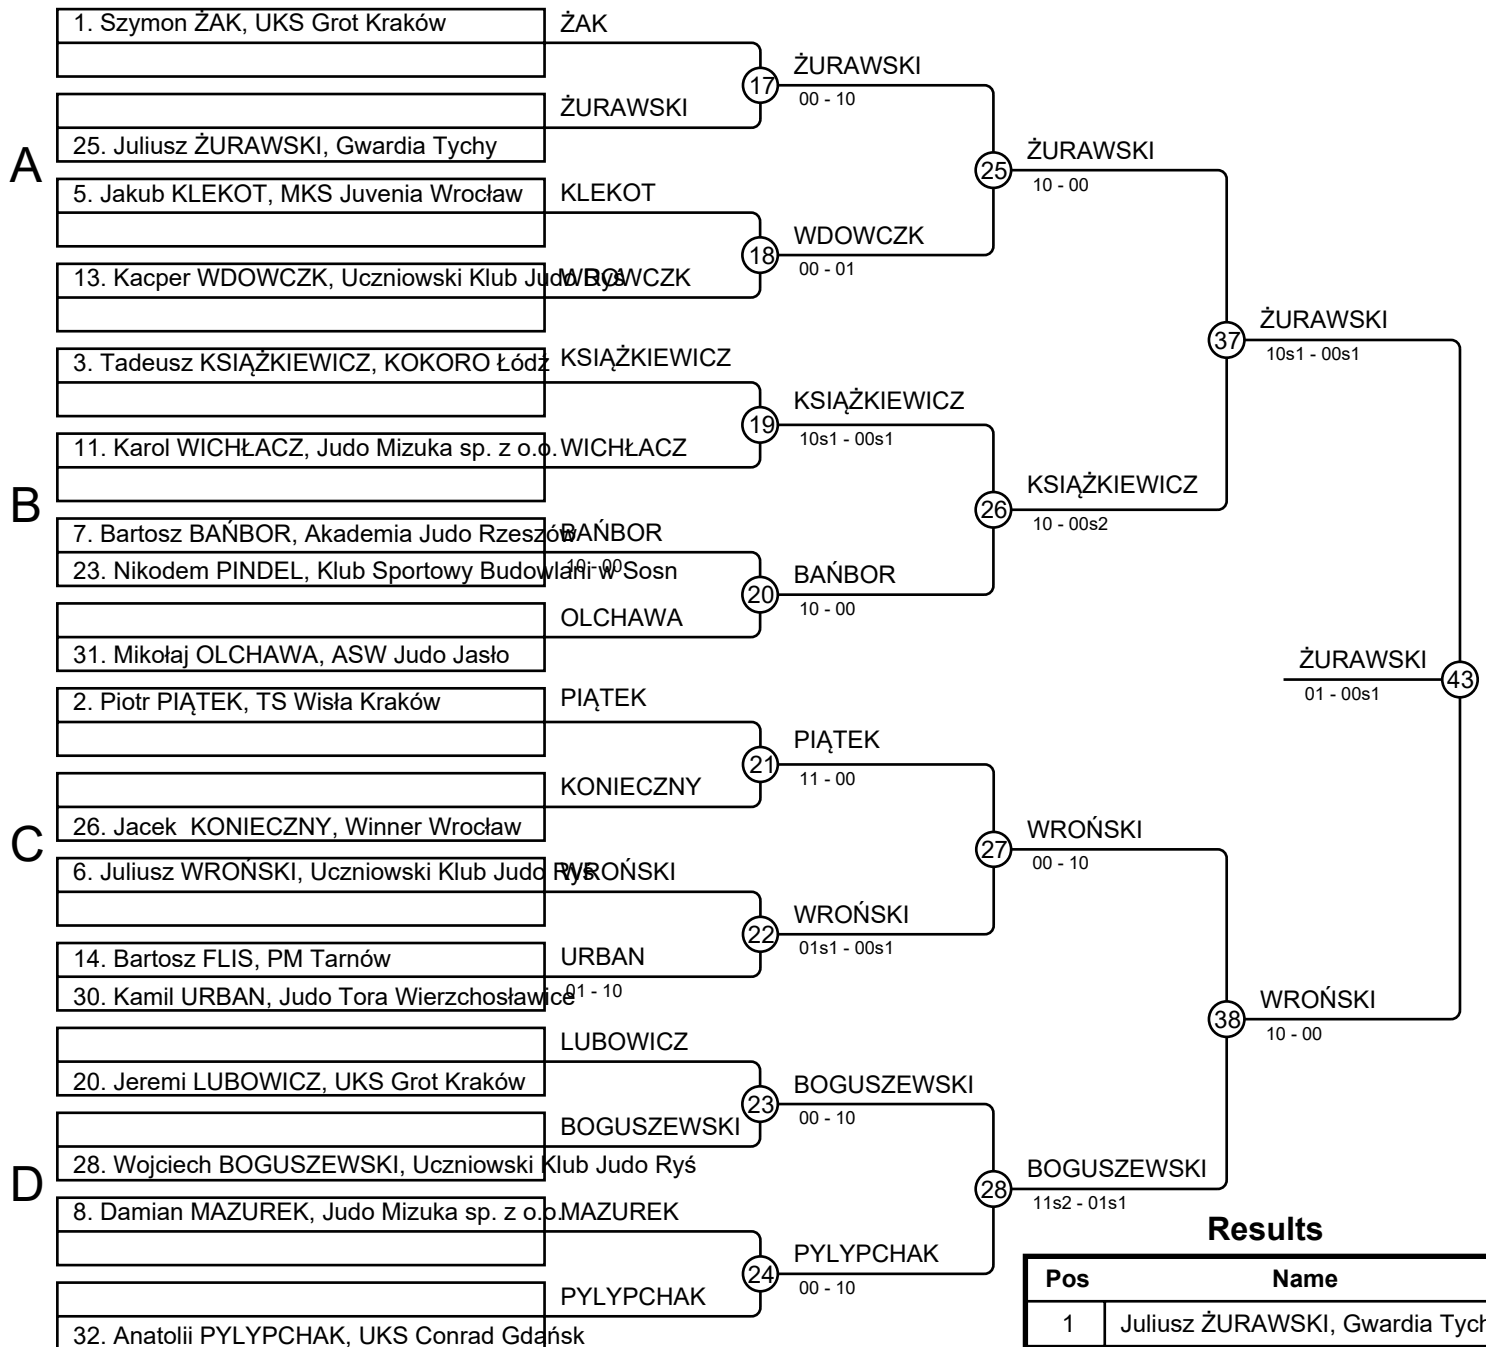 1. Szymon ŻAK, UKS Grot Kraków
ŻAK
17
ŻURAWSKI
00 - 10
ŻURAWSKI
25. Juliusz ŻURAWSKI, Gwardia Tychy
A
25
ŻURAWSKI
10 - 00
5. Jakub KLEKOT, MKS Juvenia Wrocław
KLEKOT
18
WDOWCZK
00 - 01
13. Kacper WDOWCZK, Uczniowski Klub Judo Ryś
WDOWCZK
37
ŻURAWSKI
10s1 - 00s1
3. Tadeusz KSIĄŻKIEWICZ, KOKORO Łódź
KSIĄŻKIEWICZ
19
KSIĄŻKIEWICZ
10s1 - 00s1
11. Karol WICHŁACZ, Judo Mizuka sp. z o.o.
WICHŁACZ
B
26
KSIĄŻKIEWICZ
10 - 00s2
7. Bartosz BAŃBOR, Akademia Judo Rzeszów
BAŃBOR
10 - 00
23. Nikodem PINDEL, Klub Sportowy Budowlani w Sosn
20
BAŃBOR
10 - 00
OLCHAWA
31. Mikołaj OLCHAWA, ASW Judo Jasło
43
ŻURAWSKI
01 - 00s1
2. Piotr PIĄTEK, TS Wisła Kraków
PIĄTEK
21
PIĄTEK
11 - 00
KONIECZNY
26. Jacek  KONIECZNY, Winner Wrocław
C
27
WROŃSKI
00 - 10
6. Juliusz WROŃSKI, Uczniowski Klub Judo Ryś
WROŃSKI
22
WROŃSKI
01s1 - 00s1
14. Bartosz FLIS, PM Tarnów
URBAN
01 - 10
30. Kamil URBAN, Judo Tora Wierzchosławice
38
WROŃSKI
10 - 00
LUBOWICZ
20. Jeremi LUBOWICZ, UKS Grot Kraków
23
BOGUSZEWSKI
00 - 10
BOGUSZEWSKI
28. Wojciech BOGUSZEWSKI, Uczniowski Klub Judo Ryś
D
28
BOGUSZEWSKI
11s2 - 01s1
8. Damian MAZUREK, Judo Mizuka sp. z o.o.
MAZUREK
24
PYLYPCHAK
00 - 10
PYLYPCHAK
32. Anatolii PYLYPCHAK, UKS Conrad Gdańsk
Results
Pos Name
1 Juliusz ŻURAWSKI, Gwardia Tych